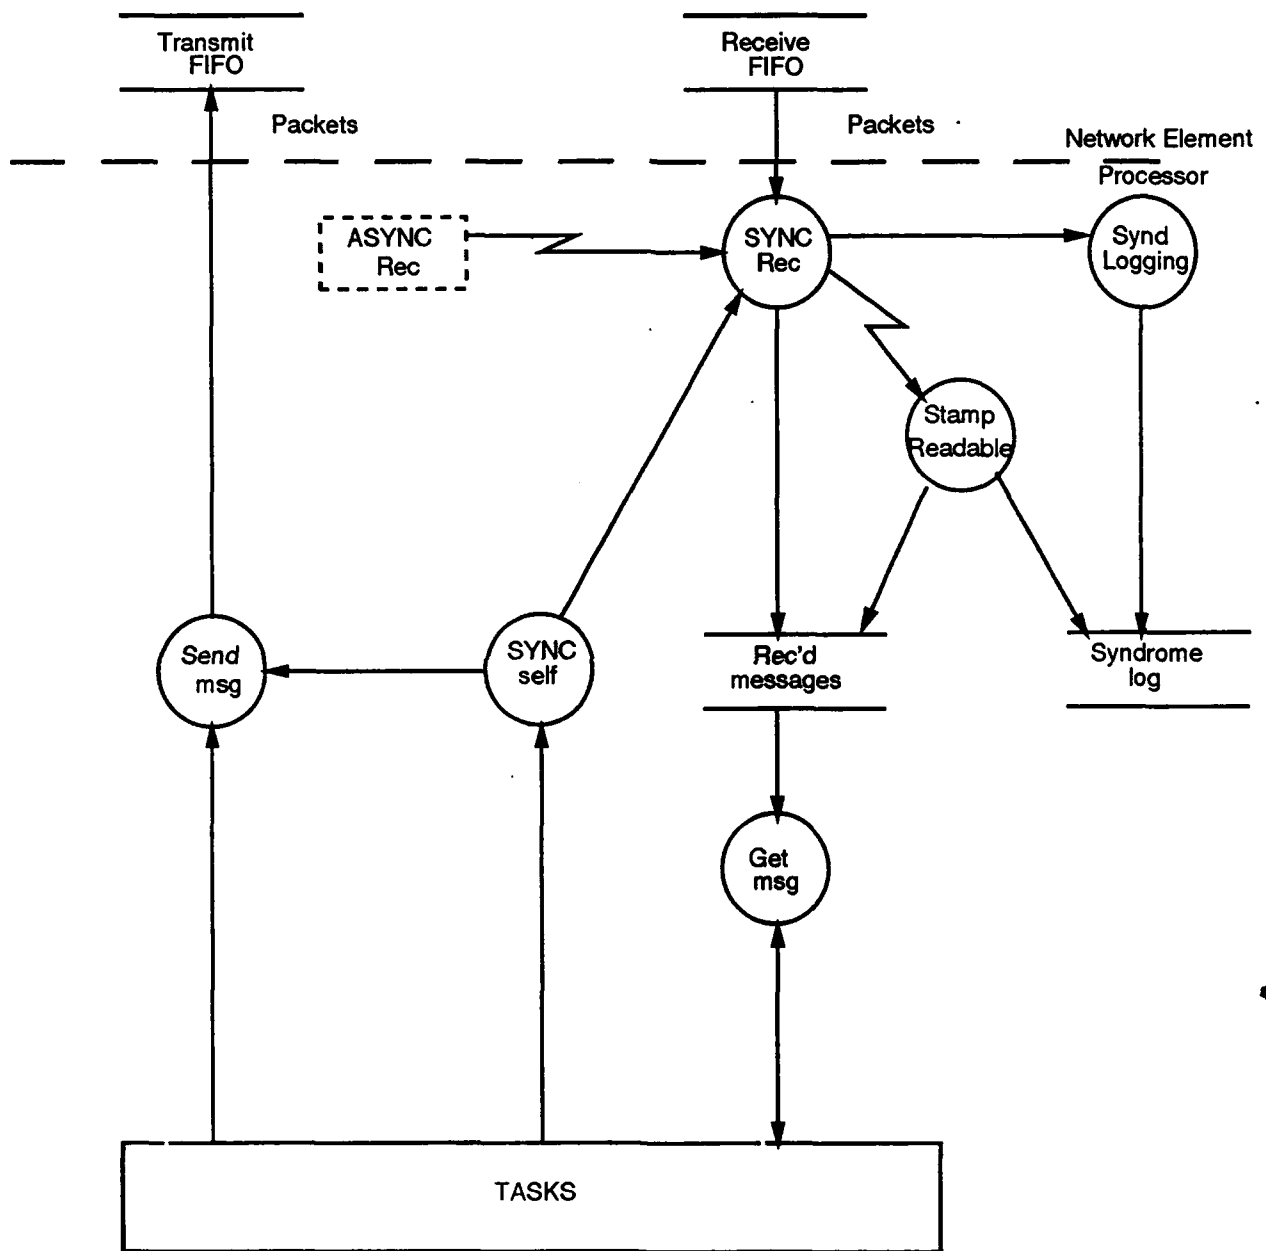 Transmit
FIFO
Receive
FIFO
Packets
Packets
Network Element
Processor
ASYNC
Rec
SYNC
Rec
Synd
Logging
Stamp
Readable
Send
msg
SYNC
self
Rec'd
messages
Syndrome
log
Get
msg
TASKS